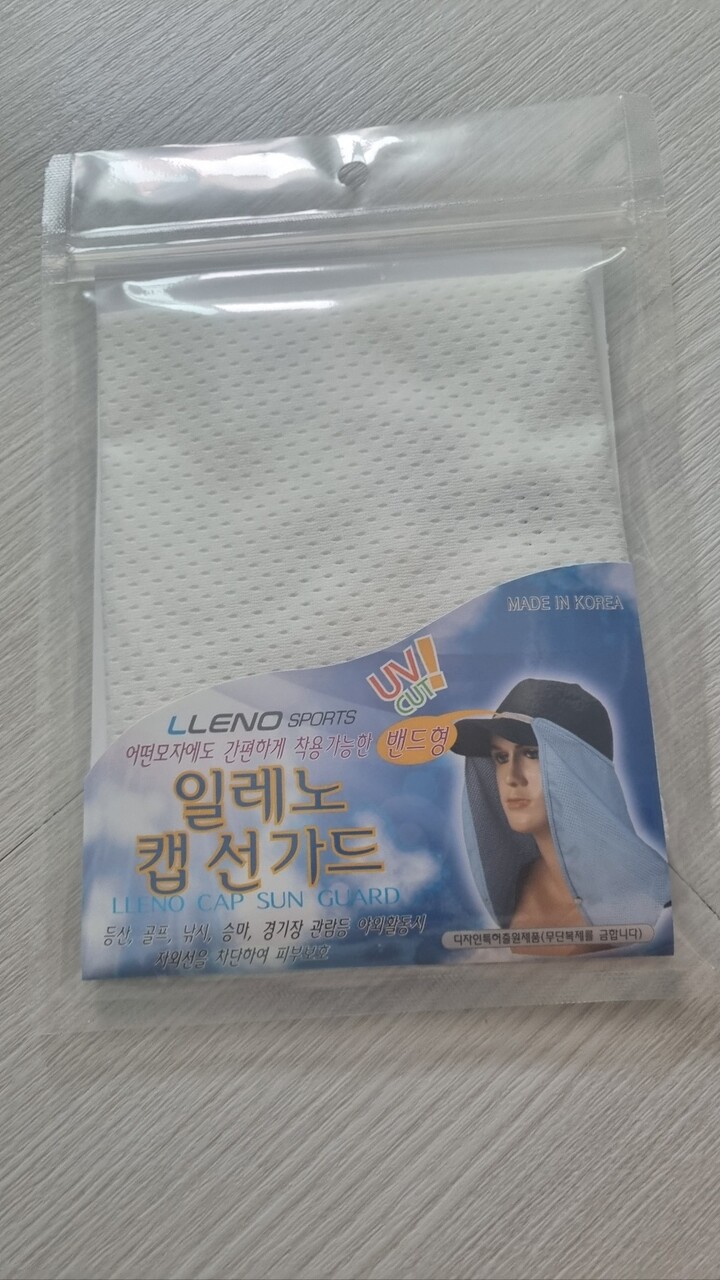 MADE IN KOREA
UV CUT!
LLENO SPORTS
어떤모자에도 간편하게 착용가능한 밴드형
일레노
캡 선가드
LLENO CAP SUN GUARD
등산, 골프, 낚시, 승마, 경기장 관람등 야외활동시
자외선을 차단하여 피부보호
디자인특허출원제품(무단복제를 금합니다)